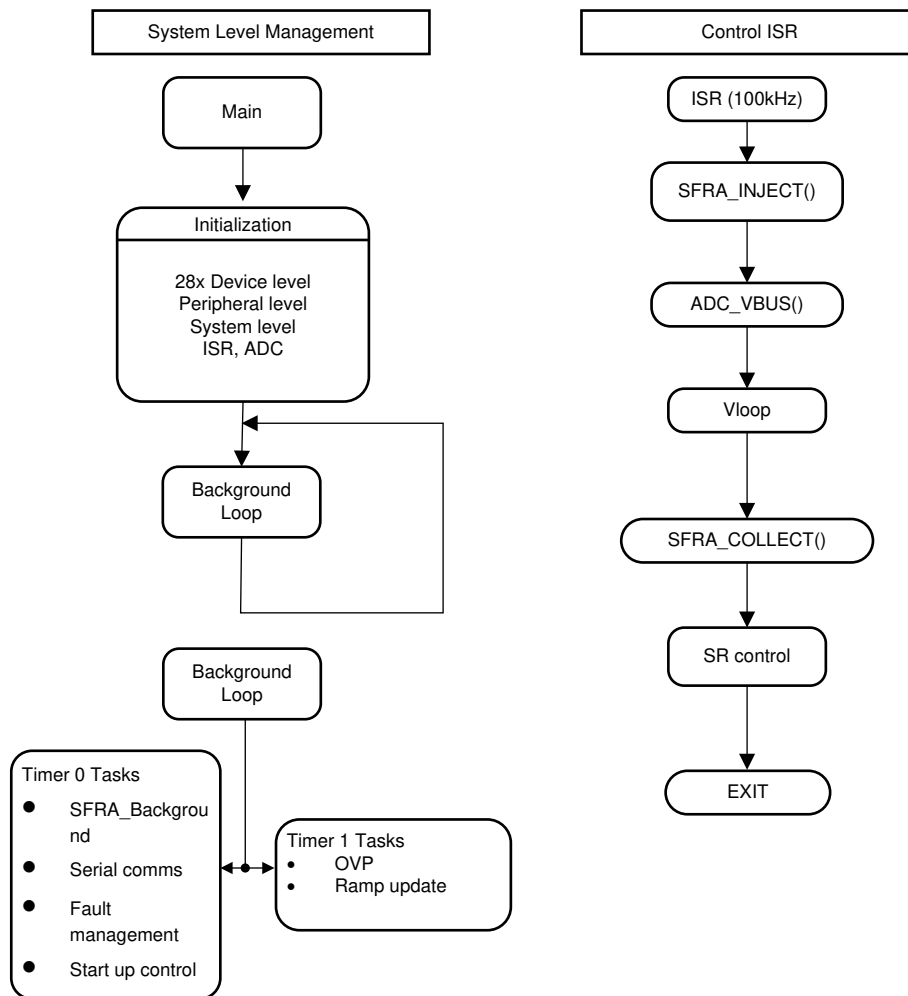 System Level Management
Main
Initialization
28x Device level
Peripheral level
System level
ISR, ADC
Background
Loop
Background
Loop
Timer 0 Tasks
● SFRA_Backgrou
nd
● Serial comms
● Fault
management
● Start up control
Timer 1 Tasks
• OVP
• Ramp update
Control ISR
ISR (100kHz)
SFRA_INJECT()
ADC_VBUS()
Vloop
SFRA_COLLECT()
SR control
EXIT